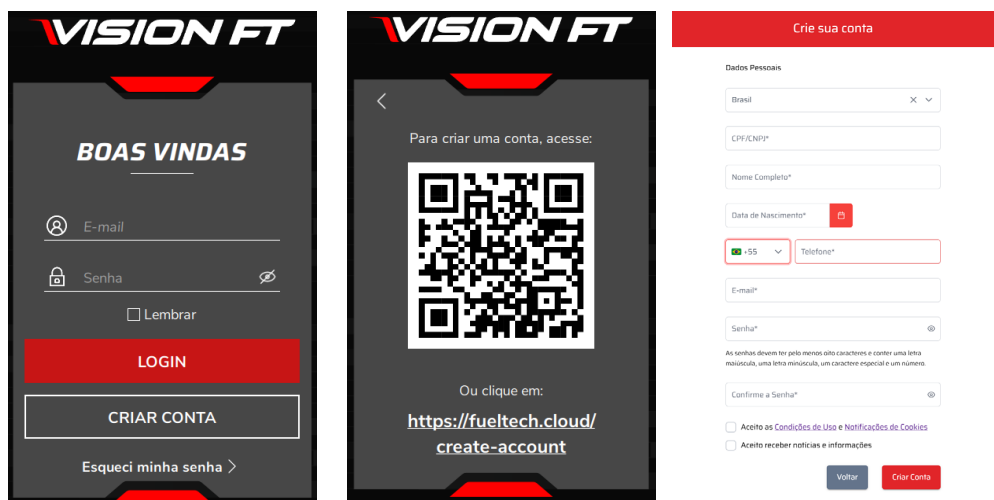 VISION FT
BOAS VINDAS
E-mail
Senha
Lembrar
LOGIN
CRIAR CONTA
Esqueci minha senha
VISION FT
Para criar uma conta, acesse:
Ou clique em:
https://fueltech.cloud/
create-account
Crie sua conta
Dados Pessoais
Brasil
CPF/CNPJ*
Nome Completo*
Data de Nascimento*
+55
Telefone*
E-mail*
Senha*
As senhas devem ter pelo menos oito caracteres e conter uma letra
maiúscula, uma letra minúscula, um caractere especial e um número.
Confirme a Senha*
Aceito as Condições de Uso e Notificações de Cookies
Aceito receber notícias e informações
Voltar
Criar Conta